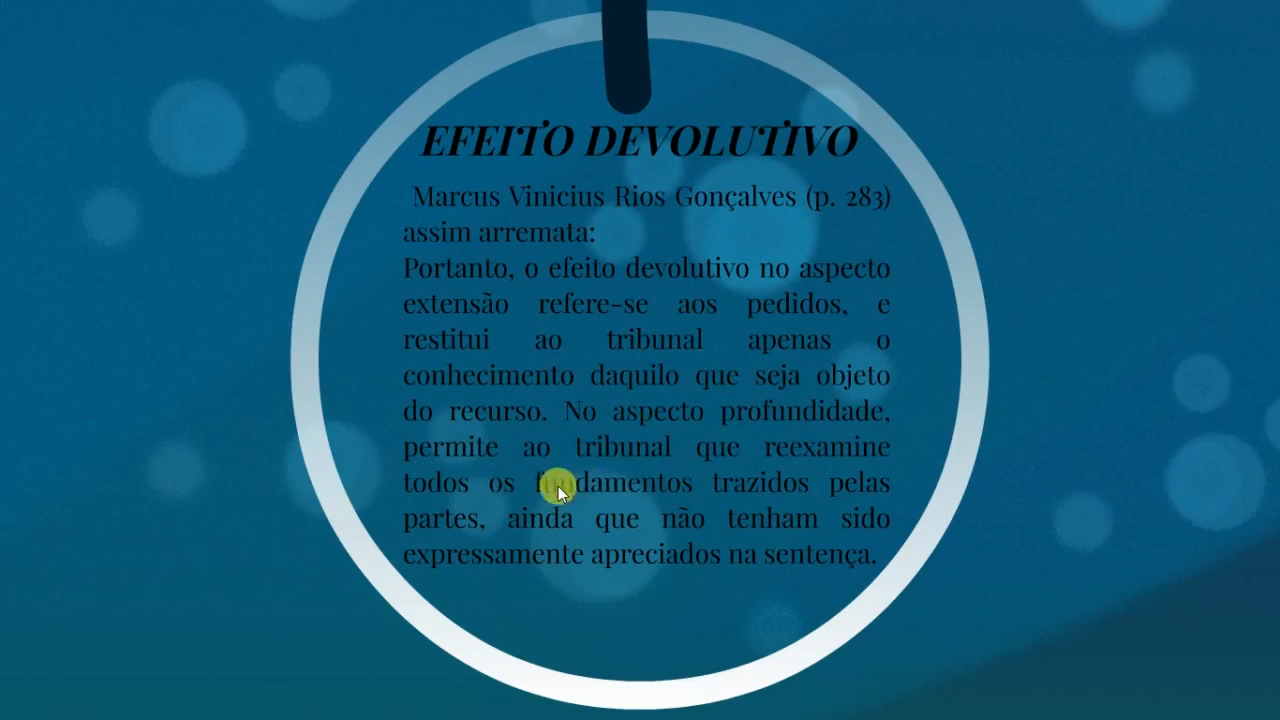 EFEITO DEVOLUTIVO
Marcus Vinicius Rios Gonçalves (p. 283)
assim arremata:
Portanto, o efeito devolutivo no aspecto
extensão refere-se aos pedidos, e
restitui ao tribunal apenas o
conhecimento daquilo que seja objeto
do recurso. No aspecto profundidade,
permite ao tribunal que reexamine
todos os fundamentos trazidos pelas
partes, ainda que não tenham sido
expressamente apreciados na sentença.